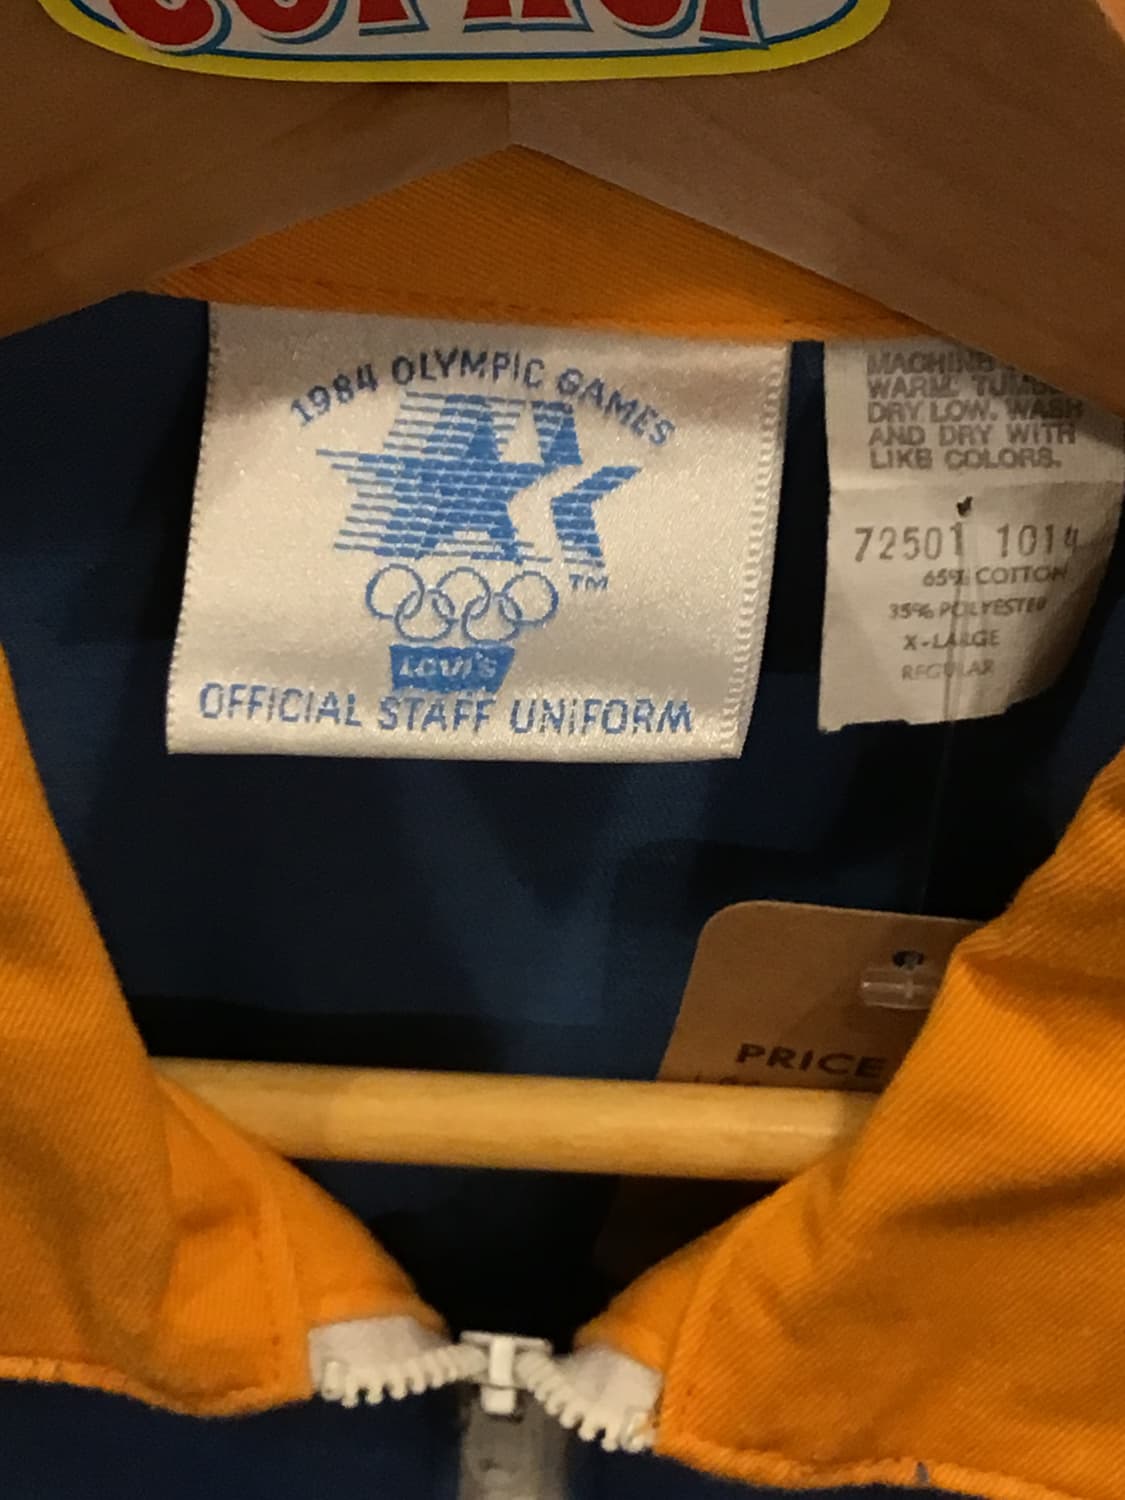 1984 OLYMPIC GAMES
TM
LEVI'S
OFFICIAL STAFF UNIFORM
MACHINE
WARM. TUMBLE
DRY LOW. WASH
AND DRY WITH
LIKE COLORS.
72501 1014
65% COTTON
35% POLYESTER
X-LARGE
REGULAR
PRICE